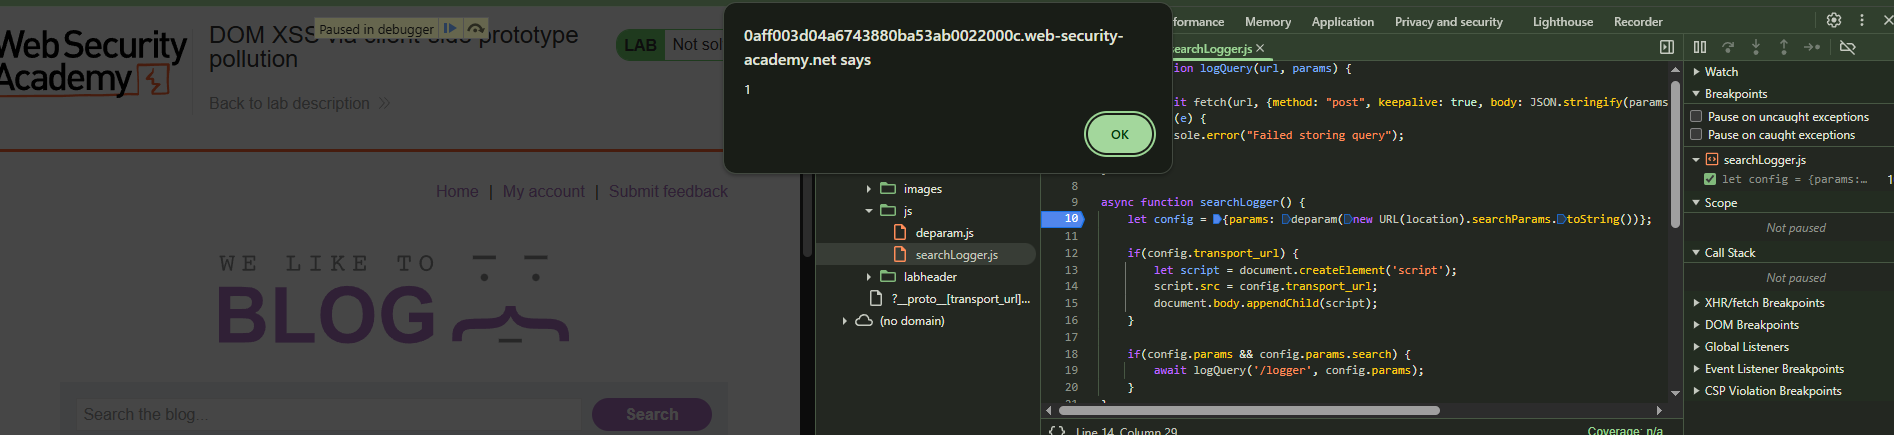 Web Security
Academy
DOM XSS via client-side prototype
pollution
Back to lab description
Paused in debugger
LAB
Not sol
0aff003d04a6743880ba53ab0022000c.web-security-
academy.net says
1
OK
Home | My account | Submit feedback
WE LIKE TO
BLOG
Search the blog...
Search
formance
Memory
Application
Privacy and security
Lighthouse
Recorder
images
js
deparam.js
searchLogger.js
labheader
?__proto__[transport_url]...
(no domain)
searchLogger.js
ion logQuery(url, params) {
it fetch(url, {method: "post", keepalive: true, body: JSON.stringify(params
(e) {
sole.error("Failed storing query");
8
9 async function searchLogger() {
10 let config = {params: deparam(new URL(location).searchParams.toString())};
11
12 if(config.transport_url) {
13 let script = document.createElement('script');
14 script.src = config.transport_url;
15 document.body.appendChild(script);
16 }
17
18 if(config.params && config.params.search) {
19 await logQuery('/logger', config.params);
20 }
{} Line 14, Column 29
Coverage: n/a
Watch
Breakpoints
Pause on uncaught exceptions
Pause on caught exceptions
searchLogger.js
let config = {params:…
Scope
Not paused
Call Stack
Not paused
XHR/fetch Breakpoints
DOM Breakpoints
Global Listeners
Event Listener Breakpoints
CSP Violation Breakpoints